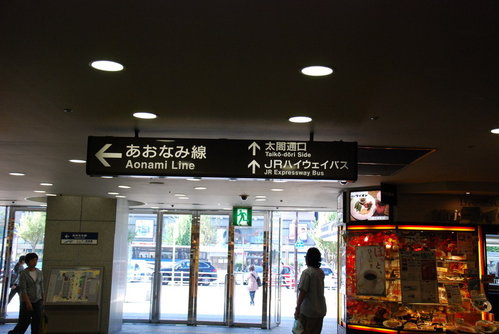 あおなみ線
Aonami Line
太閤通口
Taikō-dōri Side
JRハイウェイバス
JR Expressway Bus